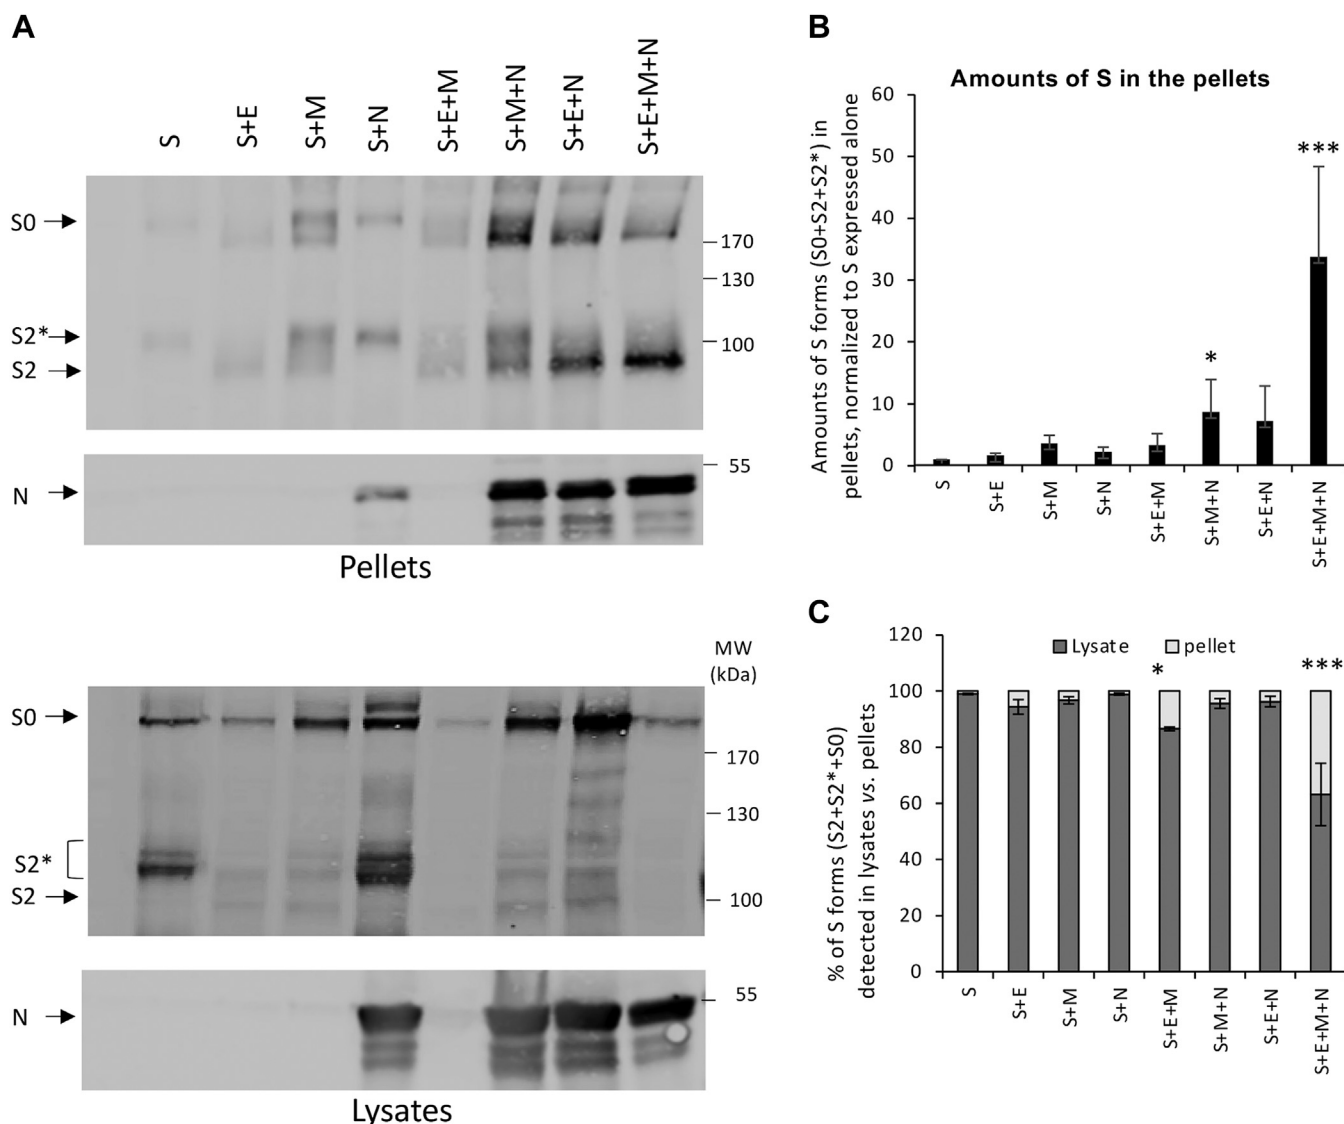 A
S
S+E
S+M
S+N
S+E+M
S+M+N
S+E+N
S+E+M+N
S0
170
130
S2*
100
S2
55
N
Pellets
MW
(kDa)
S0
170
130
S2*
S2
100
55
N
Lysates
B
Amounts of S in the pellets
Amounts of S forms (S0+S2+S2*) in
pellets, normalized to S expressed alone
60
50
40
30
20
10
0
***
*
S
S+E
S+M
S+N
S+E+M
S+M+N
S+E+N
S+E+M+N
C
% of S forms (S2+S2*+S0)
detected in lysates vs. pellets
120
100
80
60
40
20
0
Lysate
pellet
*
***
S
S+E
S+M
S+N
S+E+M
S+M+N
S+E+N
S+E+M+N